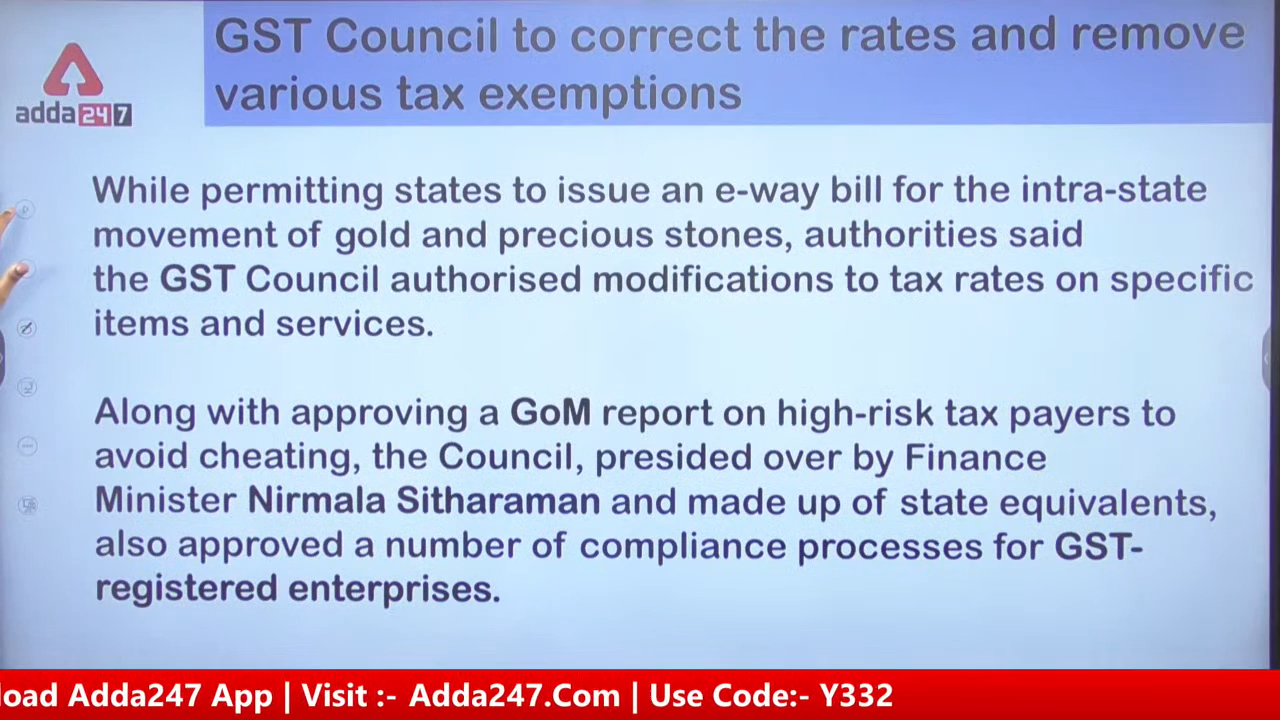 GST Council to correct the rates and remove
various tax exemptions
adda247
While permitting states to issue an e-way bill for the intra-state
movement of gold and precious stones, authorities said
the GST Council authorised modifications to tax rates on specific
items and services.
Along with approving a GoM report on high-risk tax payers to
avoid cheating, the Council, presided over by Finance
Minister Nirmala Sitharaman and made up of state equivalents,
also approved a number of compliance processes for GST-
registered enterprises.
load Adda247 App | Visit :- Adda247.Com | Use Code:- Y332